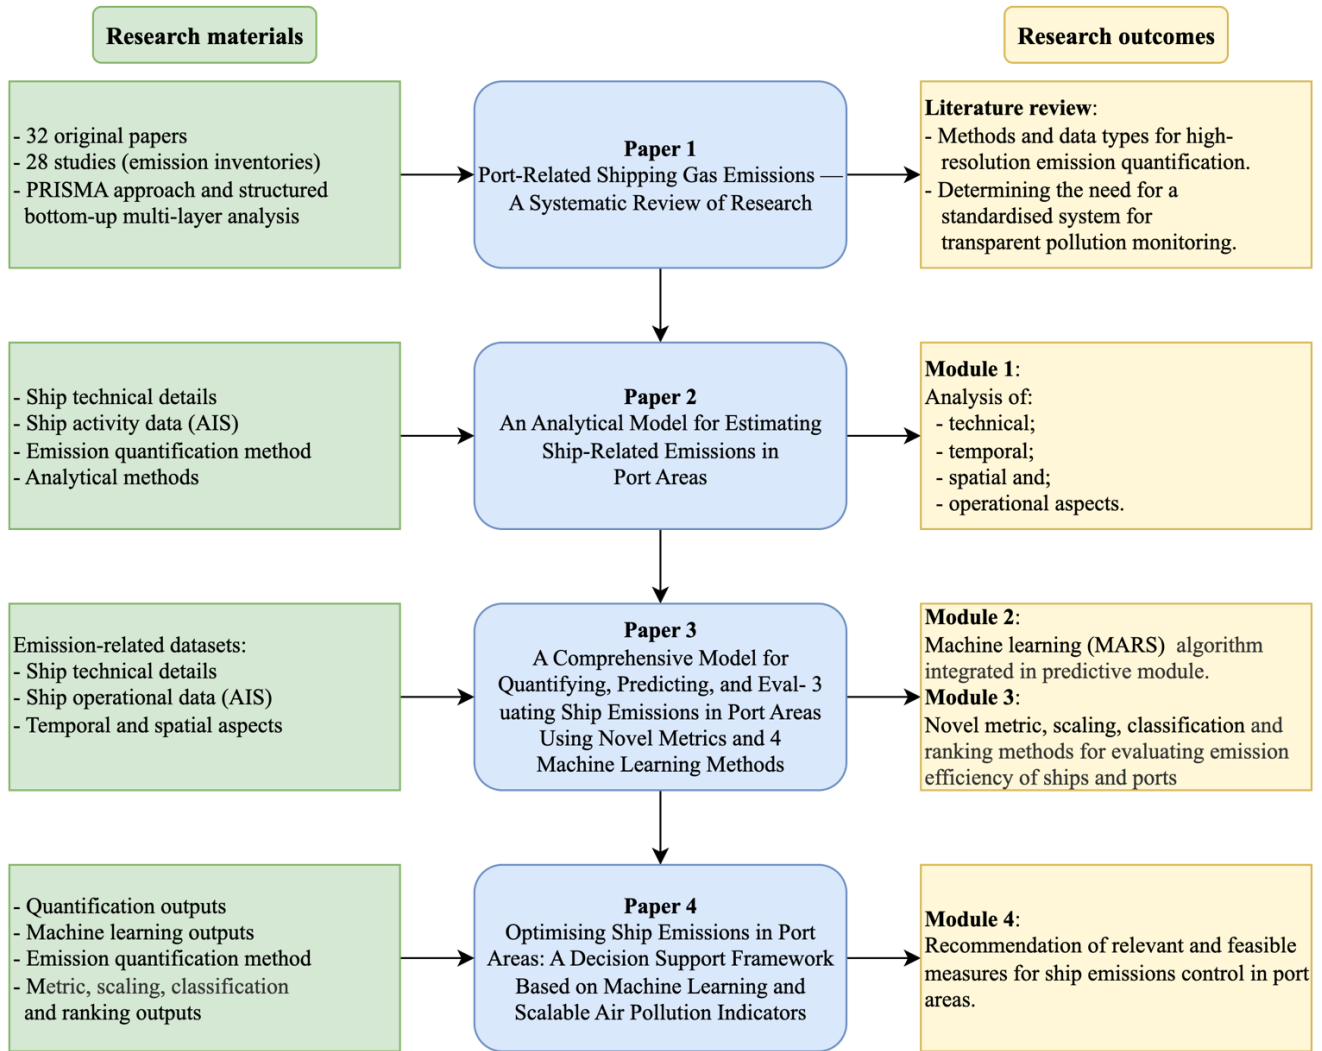 Research materials
Research outcomes
- 32 original papers
- 28 studies (emission inventories)
- PRISMA approach and structured
bottom-up multi-layer analysis
Paper 1
Port-Related Shipping Gas Emissions —
A Systematic Review of Research
Literature review:
- Methods and data types for high-
resolution emission quantification.
- Determining the need for a
standardised system for
transparent pollution monitoring.
- Ship technical details
- Ship activity data (AIS)
- Emission quantification method
- Analytical methods
Paper 2
An Analytical Model for Estimating
Ship-Related Emissions in
Port Areas
Module 1:
Analysis of:
- technical;
- temporal;
- spatial and;
- operational aspects.
Emission-related datasets:
- Ship technical details
- Ship operational data (AIS)
- Temporal and spatial aspects
Paper 3
A Comprehensive Model for
Quantifying, Predicting, and Eval- 3
uating Ship Emissions in Port Areas
Using Novel Metrics and 4
Machine Learning Methods
Module 2:
Machine learning (MARS) algorithm
integrated in predictive module.
Module 3:
Novel metric, scaling, classification and
ranking methods for evaluating emission
efficiency of ships and ports
- Quantification outputs
- Machine learning outputs
- Emission quantification method
- Metric, scaling, classification
and ranking outputs
Paper 4
Optimising Ship Emissions in Port
Areas: A Decision Support Framework
Based on Machine Learning and
Scalable Air Pollution Indicators
Module 4:
Recommendation of relevant and feasible
measures for ship emissions control in port
areas.